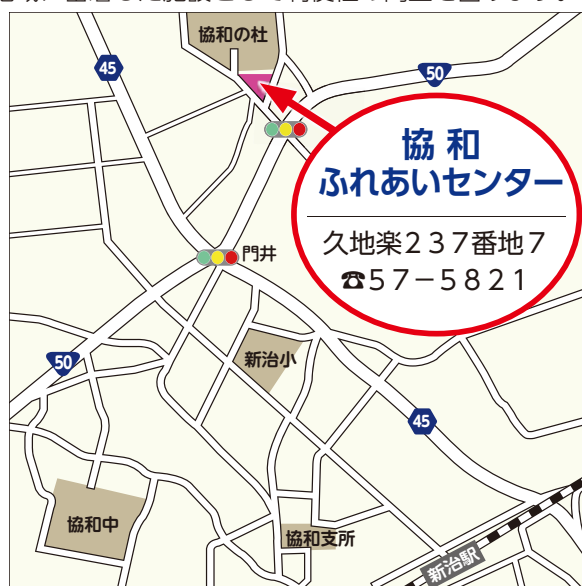 協和の杜
45
50
協和
ふれあいセンター
久地楽237番地7
☎57-5821
門井
50
新治小
45
協和中
協和支所
新治駅